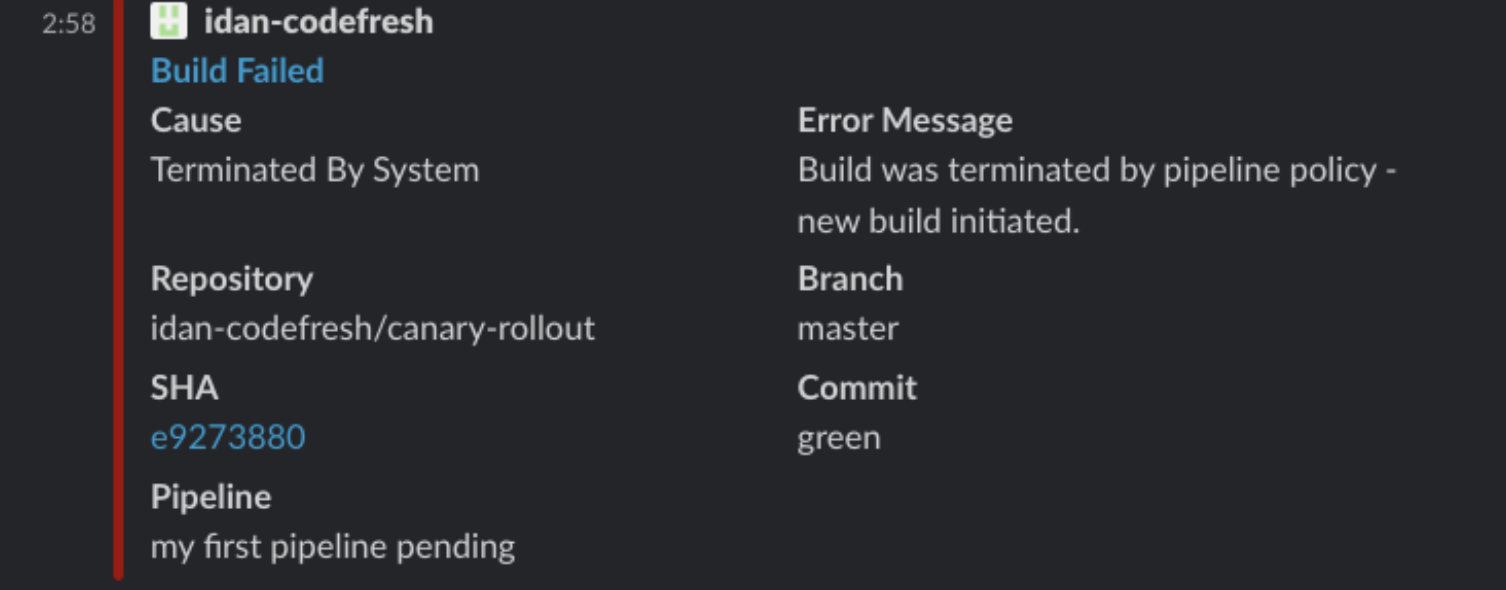 2:58 idan-codefresh
Build Failed
Cause
Terminated By System
Error Message
Build was terminated by pipeline policy -
new build initiated.
Repository
idan-codefresh/canary-rollout
Branch
master
SHA
e9273880
Commit
green
Pipeline
my first pipeline pending